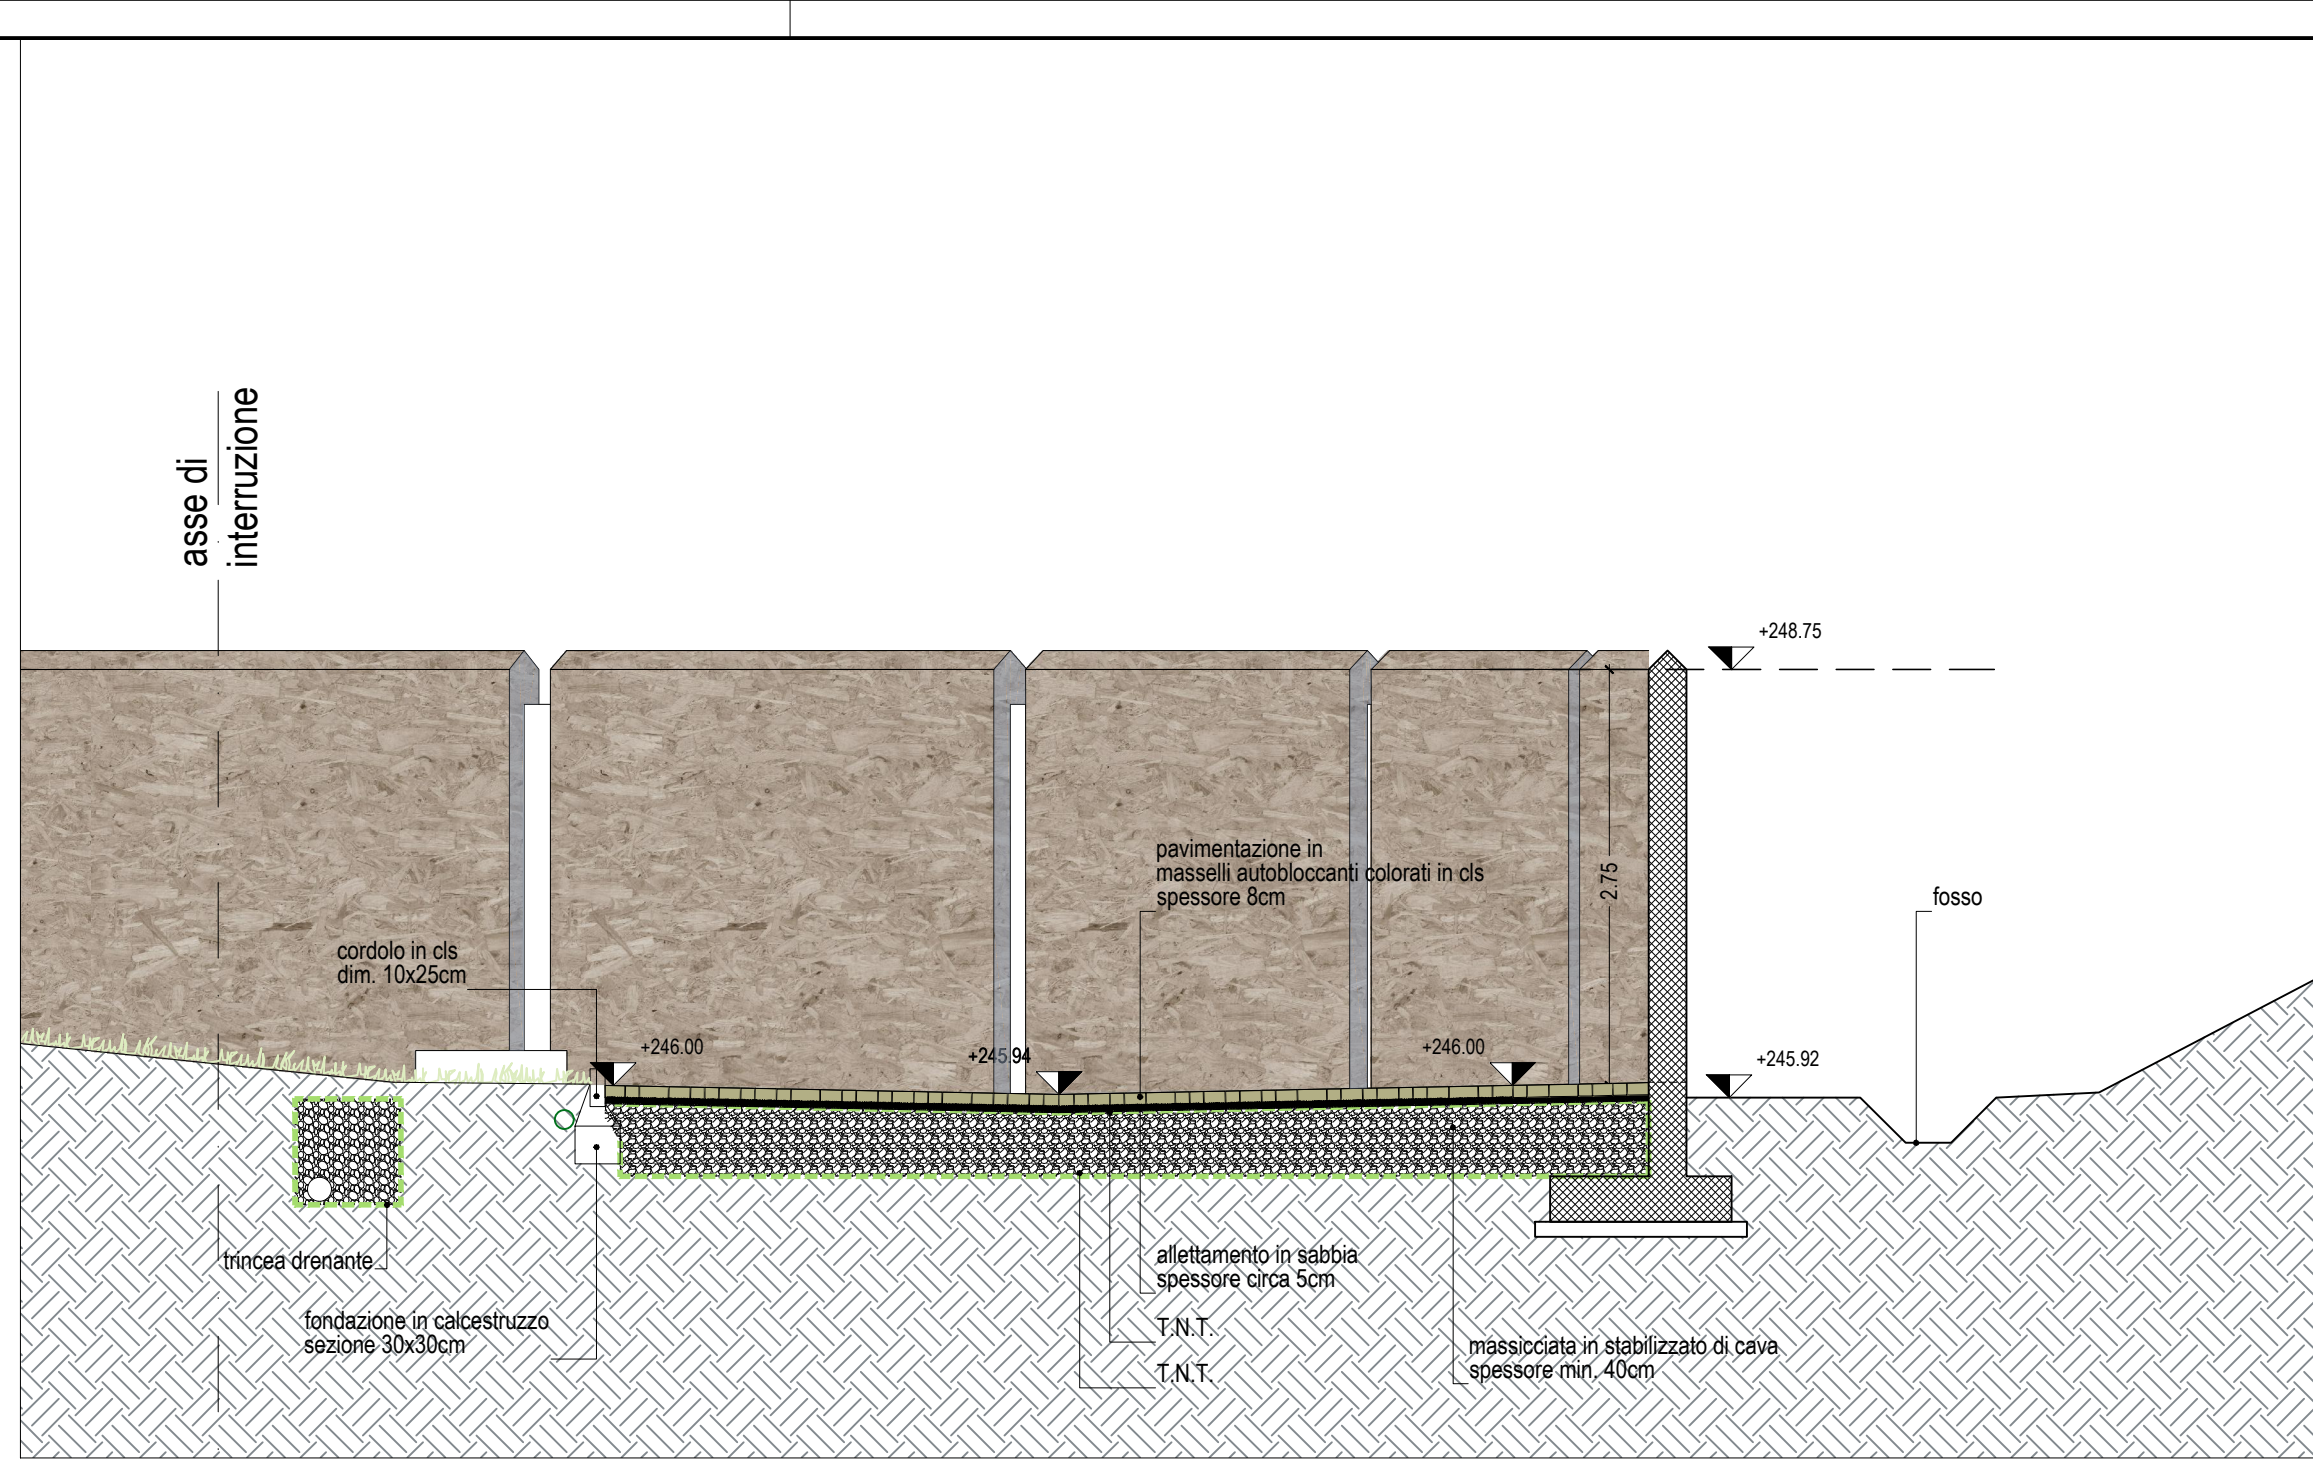 asse di
interruzione
+248.75
pavimentazione in
masselli autobloccanti colorati in cls
spessore 8cm
2.75
fosso
cordolo in cls
dim. 10x25cm
+246.00
+245.94
+246.00
+245.92
trincea drenante
allettamento in sabbia
spessore circa 5cm
fondazione in calcestruzzo
sezione 30x30cm
T.N.T.
T.N.T.
massicciata in stabilizzato di cava
spessore min. 40cm